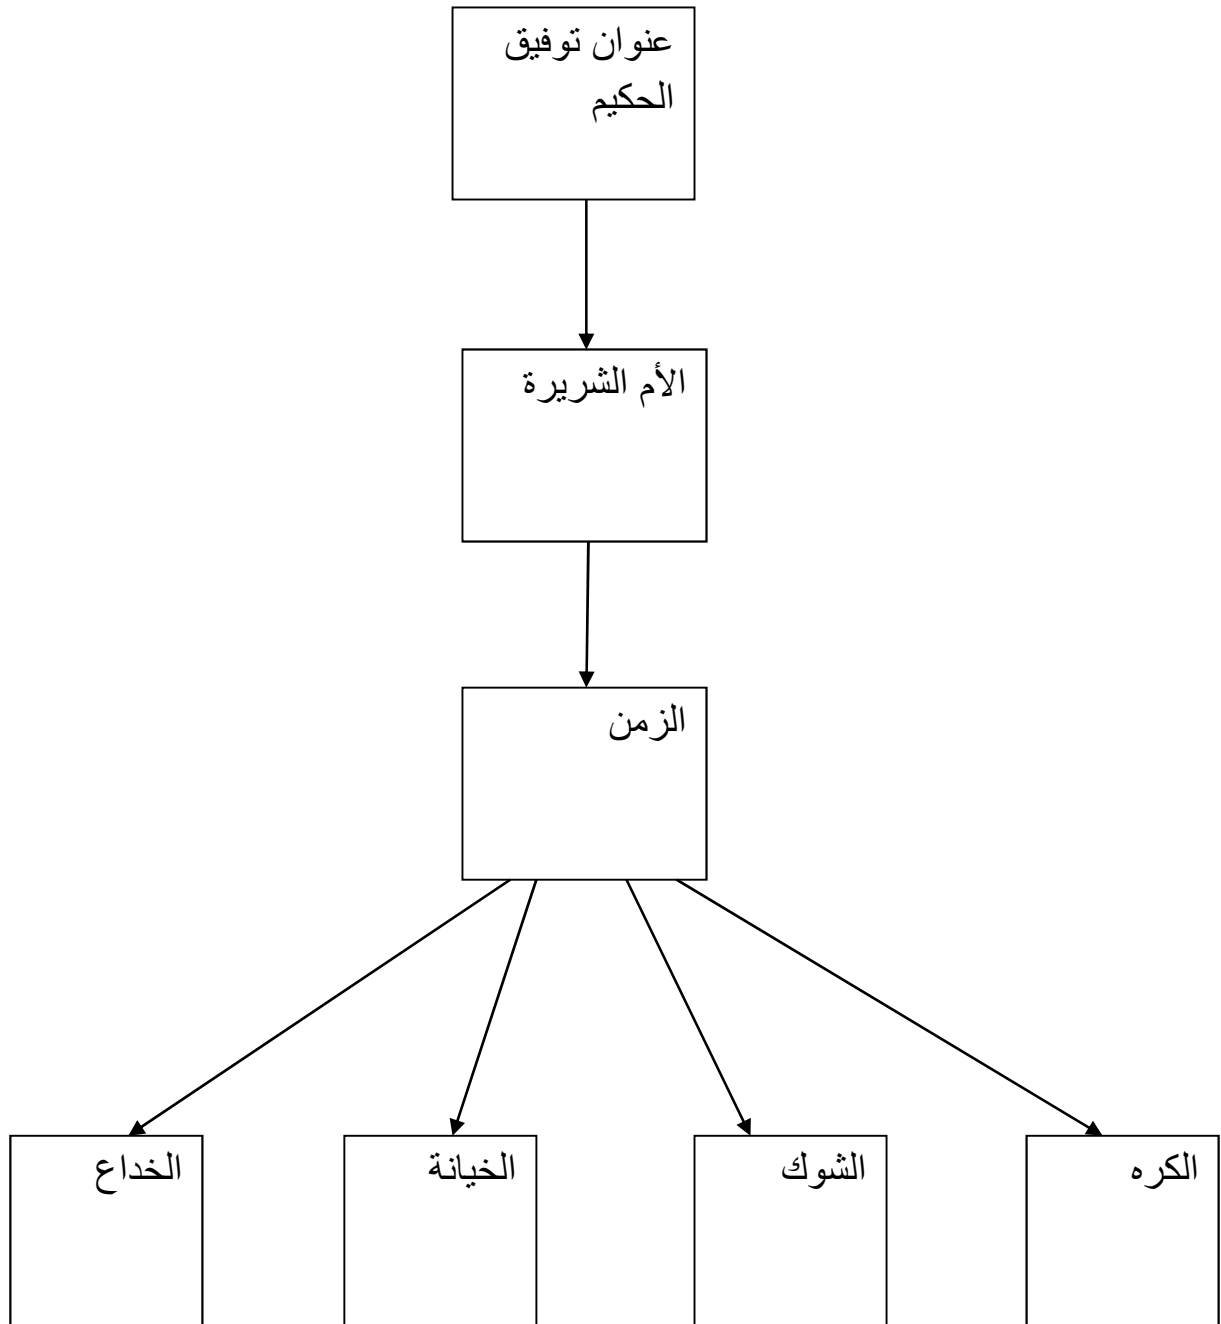 عنوان توفيق
الحكيم
الأم الشريرة
الزمن
الكره
الشوك
الخيانة
الخداع